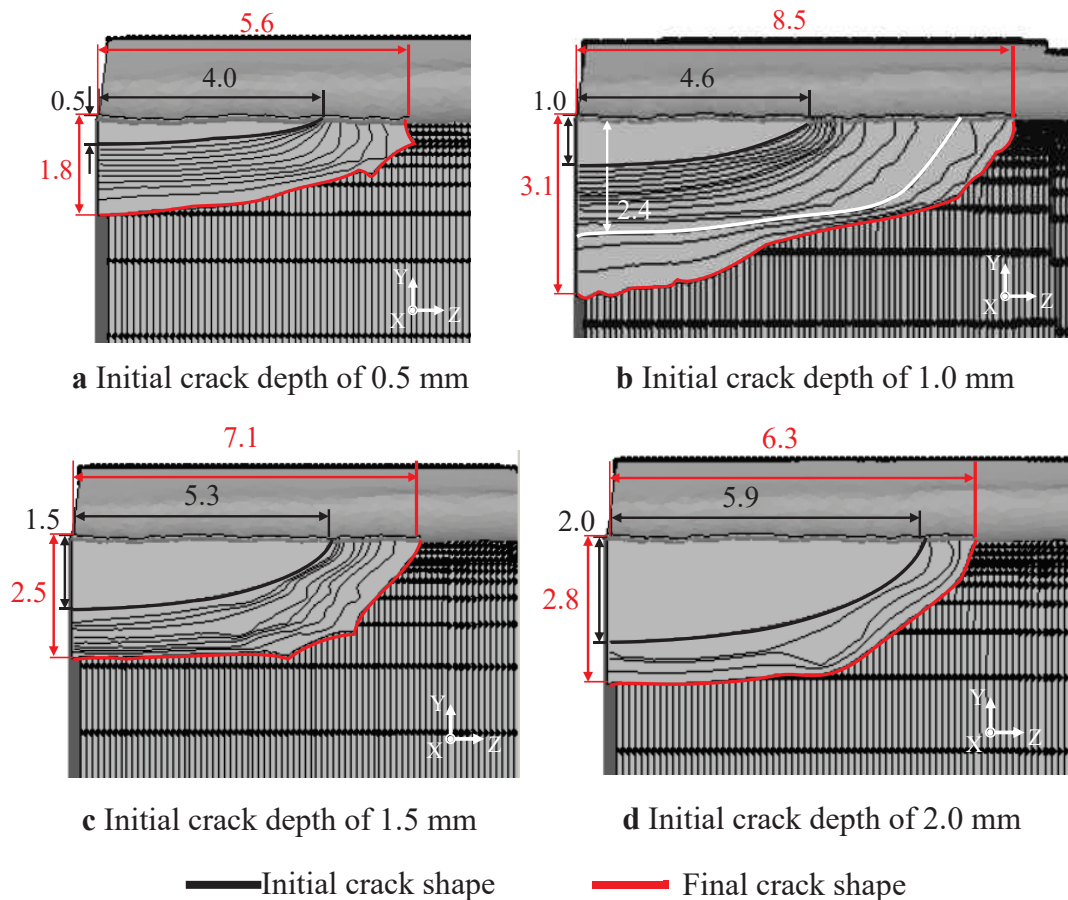 5.6
4.0
0.5
1.8
Y
X Z
a Initial crack depth of 0.5 mm
8.5
4.6
1.0
3.1
2.4
Y
X Z
b Initial crack depth of 1.0 mm
7.1
5.3
1.5
2.5
Y
X Z
c Initial crack depth of 1.5 mm
6.3
5.9
2.0
2.8
Y
X Z
d Initial crack depth of 2.0 mm
Initial crack shape
Final crack shape